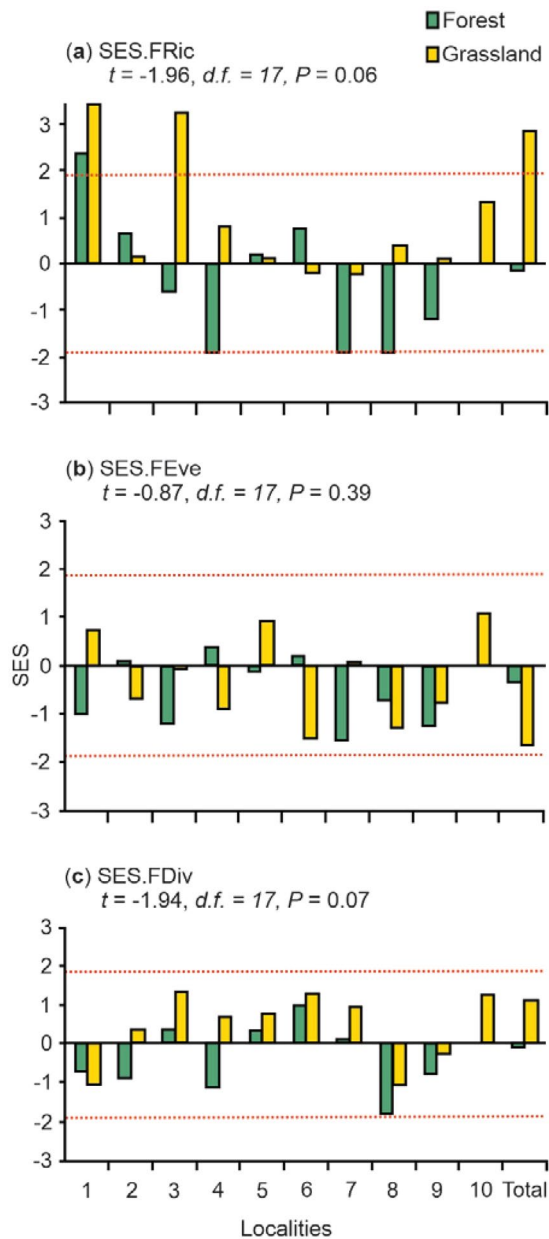 Forest
Grassland
(a) SES.FRic
t = -1.96, d.f. = 17, P = 0.06
3
2
1
0
-1
-2
-3
(b) SES.FEve
t = -0.87, d.f. = 17, P = 0.39
3
2
1
0
-1
-2
-3
SES
(c) SES.FDiv
t = -1.94, d.f. = 17, P = 0.07
3
2
1
0
-1
-2
-3
1 2 3 4 5 6 7 8 9 10 Total
Localities